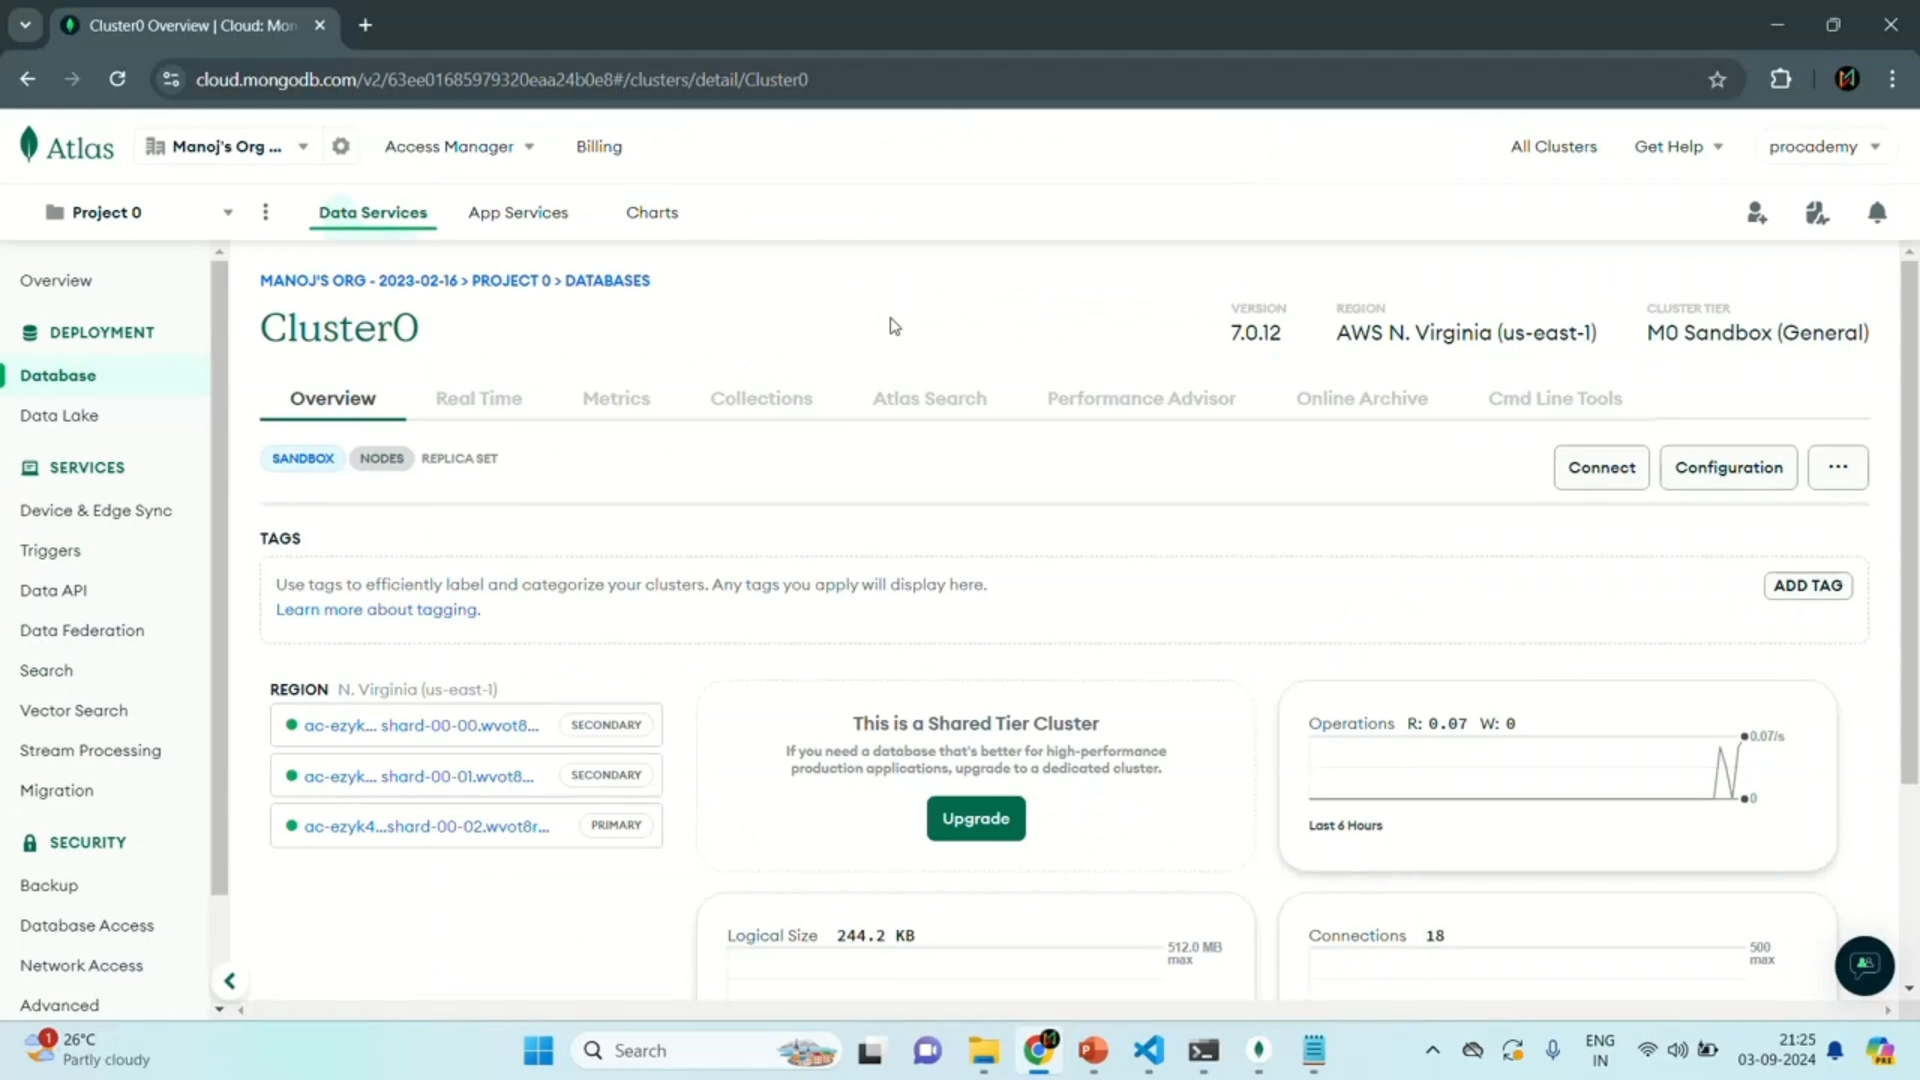 Cluster0 Overview | Cloud: Mon
cloud.mongodb.com/v2/63ee01685979320eaa24b0e8#/clusters/detail/Cluster0
Atlas
Manoj's Org ...
Access Manager
Billing
All Clusters
Get Help
procademy
Project 0
Data Services
App Services
Charts
Overview
DEPLOYMENT
Database
Data Lake
SERVICES
Device & Edge Sync
Triggers
Data API
Data Federation
Search
Vector Search
Stream Processing
Migration
SECURITY
Backup
Database Access
Network Access
Advanced
MANOJ'S ORG - 2023-02-16 > PROJECT 0 > DATABASES
Cluster0
VERSION
7.0.12
REGION
AWS N. Virginia (us-east-1)
CLUSTER TIER
M0 Sandbox (General)
Overview
Real Time
Metrics
Collections
Atlas Search
Performance Advisor
Online Archive
Cmd Line Tools
SANDBOX
NODES
REPLICA SET
Connect
Configuration
...
TAGS
Use tags to efficiently label and categorize your clusters. Any tags you apply will display here.
Learn more about tagging.
ADD TAG
REGION N. Virginia (us-east-1)
ac-ezyk... shard-00-00.wvot8... SECONDARY
ac-ezyk... shard-00-01.wvot8... SECONDARY
ac-ezyk4...shard-00-02.wvot8r... PRIMARY
This is a Shared Tier Cluster
If you need a database that's better for high-performance
production applications, upgrade to a dedicated cluster.
Upgrade
Operations R: 0.07 W: 0
0.07/s
0
Last 6 Hours
Logical Size 244.2 KB
512.0 MB
max
Connections 18
500
max
1
26°C
Partly cloudy
Search
ENG
IN
21:25
03-09-2024
PRE